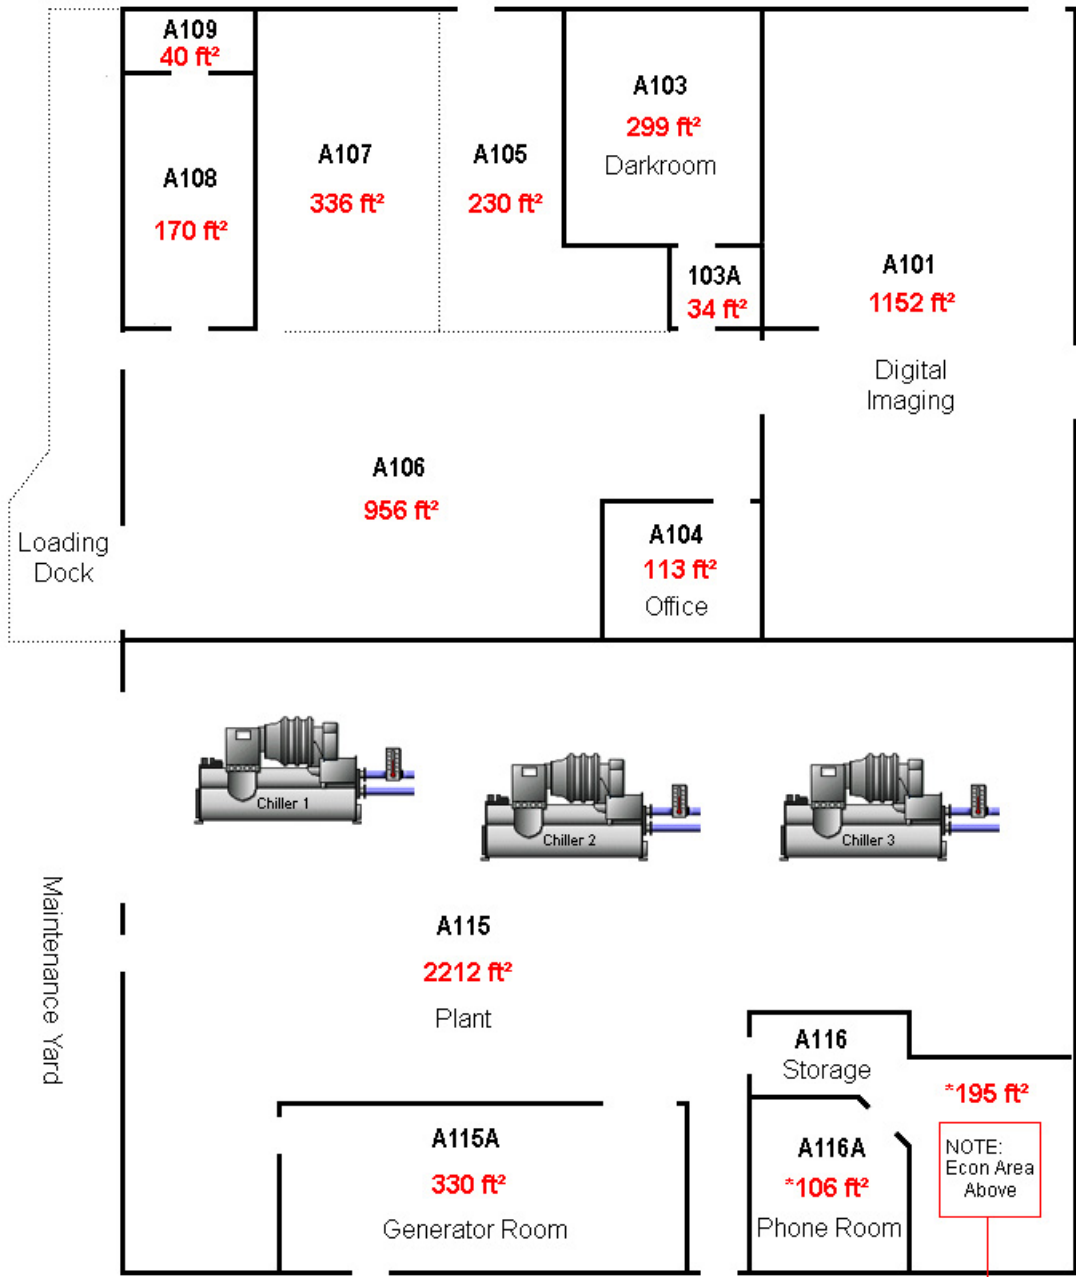 A109
40 ft²
A103
299 ft²
Darkroom
A107
336 ft²
A105
230 ft²
A108
170 ft²
103A
34 ft²
A101
1152 ft²
Digital
Imaging
A106
956 ft²
A104
113 ft²
Office
Loading
Dock
Chiller 1
Chiller 2
Chiller 3
Maintenance Yard
A115
2212 ft²
Plant
A116
Storage
*195 ft²
NOTE:
Econ Area
Above
A115A
330 ft²
Generator Room
A116A
*106 ft²
Phone Room